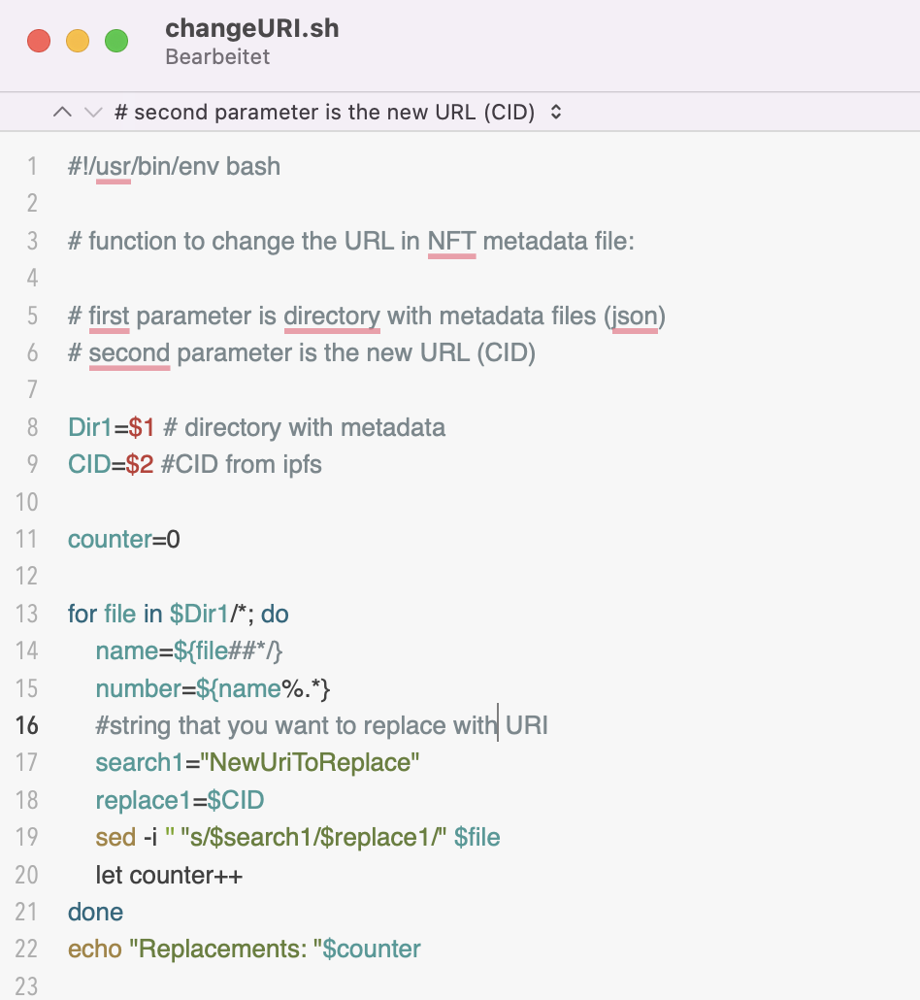 changeURI.sh
Bearbeitet
# second parameter is the new URL (CID)
1 #!/usr/bin/env bash
2
3 # function to change the URL in NFT metadata file:
4
5 # first parameter is directory with metadata files (json)
6 # second parameter is the new URL (CID)
7
8 Dir1=$1 # directory with metadata
9 CID=$2 #CID from ipfs
10
11 counter=0
12
13 for file in $Dir1/*; do
14 name=${file##*/}
15 number=${name%.*}
16 #string that you want to replace with URI
17 search1="NewUriToReplace"
18 replace1=$CID
19 sed -i '' "s/$search1/$replace1/" $file
20 let counter++
21 done
22 echo "Replacements: "$counter
23